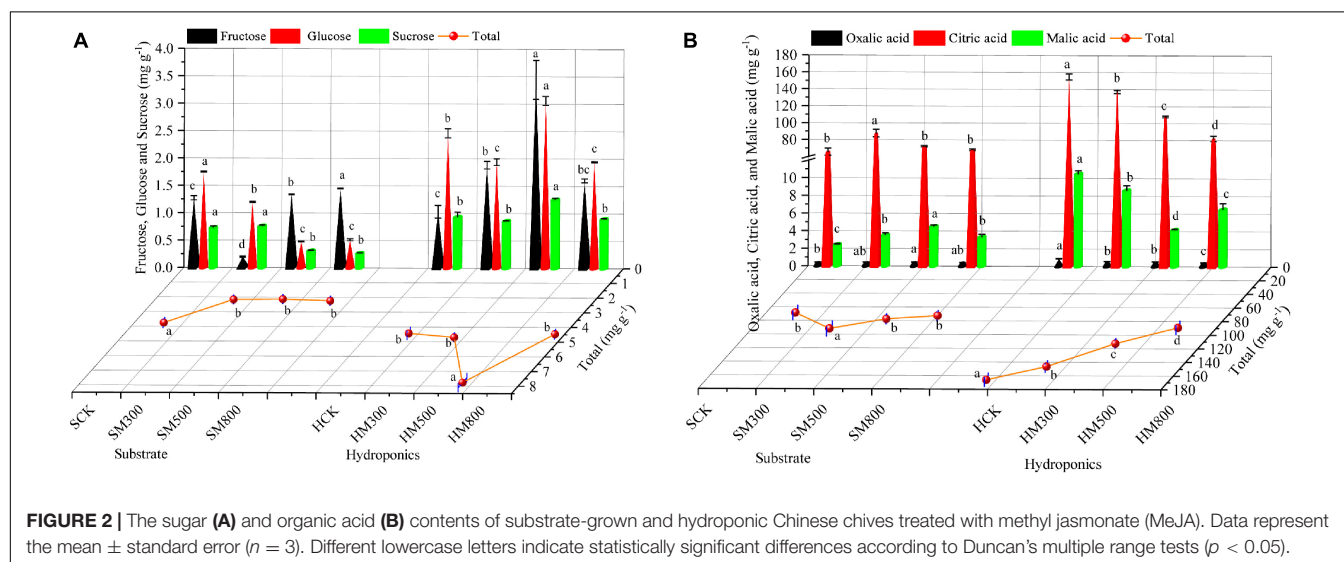 A
Fructose Glucose Sucrose Total
Fructose, Glucose and Sucrose (mg g⁻¹)
4.0
3.5
3.0
2.5
2.0
1.5
1.0
0.5
0.0
c a a
d b a
b c b
a c b
c b b
b c b
a a a
bc c b
0
1
2
3
4
5
6
7
8
Total (mg g⁻¹)
a b b b
b b a b
SCK SM300 SM500 SM800 HCK HM300 HM500 HM800
Substrate Hydroponics
B
Oxalic acid Citric acid Malic acid Total
Oxalic acid, Citric acid, and Malic acid (mg g⁻¹)
180
160
140
120
100
80
10
8
6
4
2
0
b b c
ab a b
ab b a
ab b b
a a a
b b b
b c d
c d c
0
20
40
60
80
100
120
140
160
180
Total (mg g⁻¹)
b a b b
a b c d
SCK SM300 SM500 SM800 HCK HM300 HM500 HM800
Substrate Hydroponics
FIGURE 2 | The sugar (A) and organic acid (B) contents of substrate-grown and hydroponic Chinese chives treated with methyl jasmonate (MeJA). Data represent
the mean ± standard error (n = 3). Different lowercase letters indicate statistically significant differences according to Duncan's multiple range tests (p < 0.05).